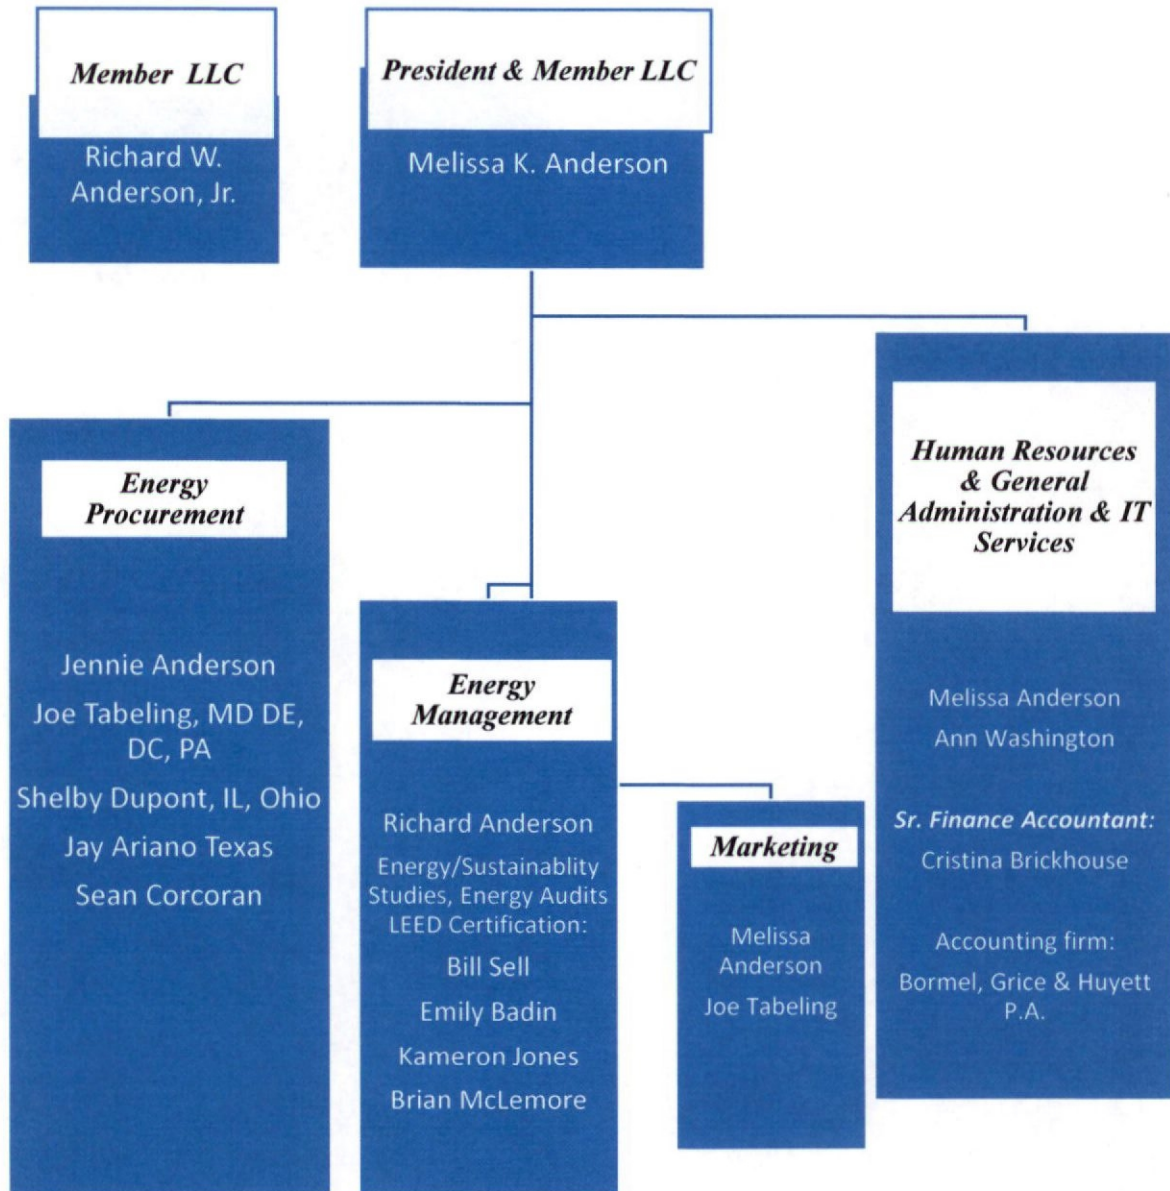 Member LLC
Richard W.
Anderson, Jr.
President & Member LLC
Melissa K. Anderson
Energy
Procurement
Jennie Anderson
Joe Tabeling, MD DE,
DC, PA
Shelby Dupont, IL, Ohio
Jay Ariano Texas
Sean Corcoran
Energy
Management
Richard Anderson
Energy/Sustainablity
Studies, Energy Audits
LEED Certification:
Bill Sell
Emily Badin
Kameron Jones
Brian McLemore
Marketing
Melissa
Anderson
Joe Tabeling
Human Resources
& General
Administration & IT
Services
Melissa Anderson
Ann Washington
Sr. Finance Accountant:
Cristina Brickhouse
Accounting firm:
Bormel, Grice & Huyett
P.A.